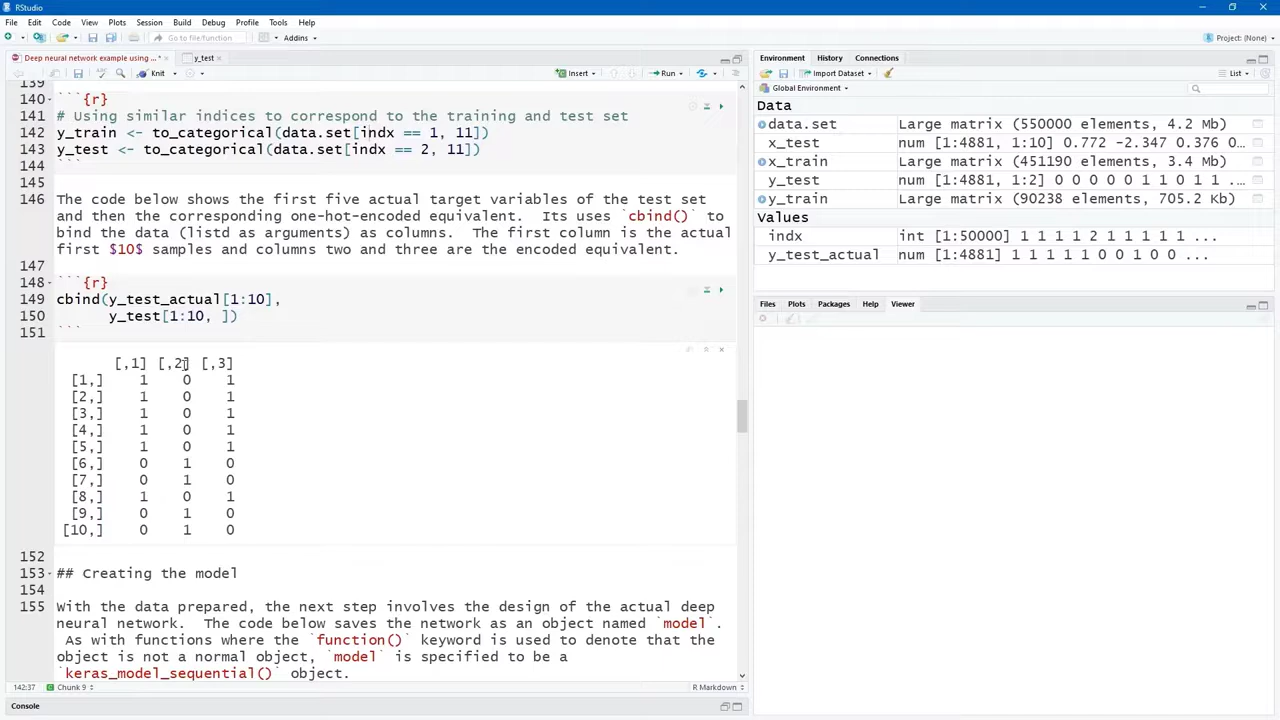 RStudio
File Edit Code View Plots Session Build Debug Profile Tools Help
Go to file/function Addins Project: (None)
Deep neural network example using ...* y_test
Knit Insert Run
139
140 ```{r}
141 # Using similar indices to correspond to the training and test set
142 y_train <- to_categorical(data.set[indx == 1, 11])
143 y_test <- to_categorical(data.set[indx == 2, 11])
144 ```
145
146 The code below shows the first five actual target variables of the test set
and then the corresponding one-hot-encoded equivalent.  Its uses `cbind()` to
bind the data (listd as arguments) as columns.  The first column is the actual
first $10$ samples and columns two and three are the encoded equivalent.
147
148 ```{r}
149 cbind(y_test_actual[1:10],
150       y_test[1:10, ])
151 ```
[,1] [,2] [,3]
[1,] 1 0 1
[2,] 1 0 1
[3,] 1 0 1
[4,] 1 0 1
[5,] 1 0 1
[6,] 0 1 0
[7,] 0 1 0
[8,] 1 0 1
[9,] 0 1 0
[10,] 0 1 0
152
153 ## Creating the model
154
155 With the data prepared, the next step involves the design of the actual deep
neural network.  The code below saves the network as an object named `model`.
As with functions where the `function()` keyword is used to denote that the
object is not a normal object, `model` is specified to be a
`keras_model_sequential()` object.
142:37 Chunk 9 R Markdown
Console
Environment History Connections
Import Dataset List
Global Environment
Data
data.set Large matrix (550000 elements, 4.2 Mb)
x_test num [1:4881, 1:10] 0.772 -2.347 0.376 0...
x_train Large matrix (451190 elements, 3.4 Mb)
y_test num [1:4881, 1:2] 0 0 0 0 0 1 1 0 1 1 ...
y_train Large matrix (90238 elements, 705.2 Kb)
Values
indx int [1:50000] 1 1 1 1 2 1 1 1 1 1 ...
y_test_actual num [1:4881] 1 1 1 1 1 0 0 1 0 0 ...
Files Plots Packages Help Viewer